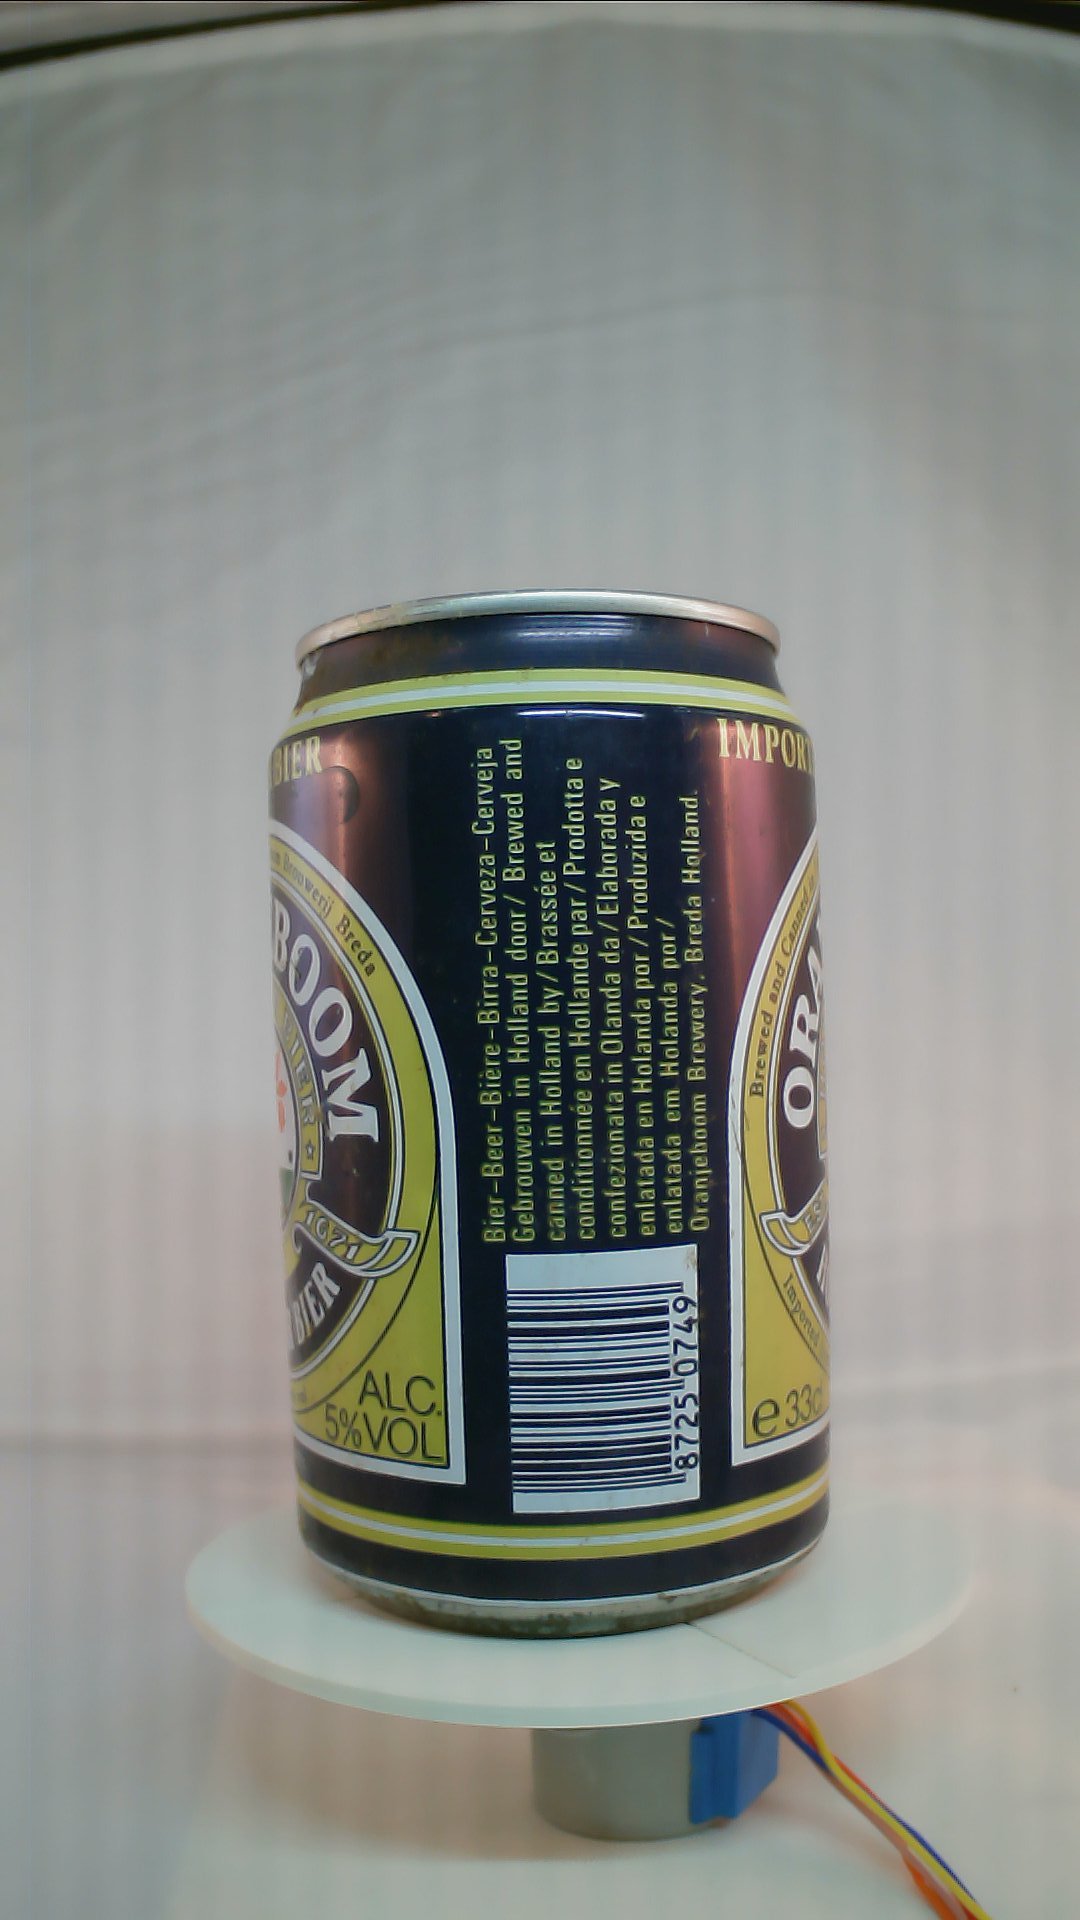 BIER
IMPORT
Brouwerij Breda
BOOM
BIER
1671
BIER
ALC.
5%VOL
Bier-Beer-Bière-Birra-Cerveza-Cerveja
Gebrouwen in Holland door/ Brewed and
canned in Holland by/ Brassée et
conditionnée en Hollande par/ Prodotta e
confezionata in Olanda da/ Elaborada y
enlatada en Holanda por/ Produzida e
enlatada em Holanda por/
Oranjeboom Brewery. Breda Holland.
8725 0749
Brewed and Canned in
ORA
Imported
e 33cl